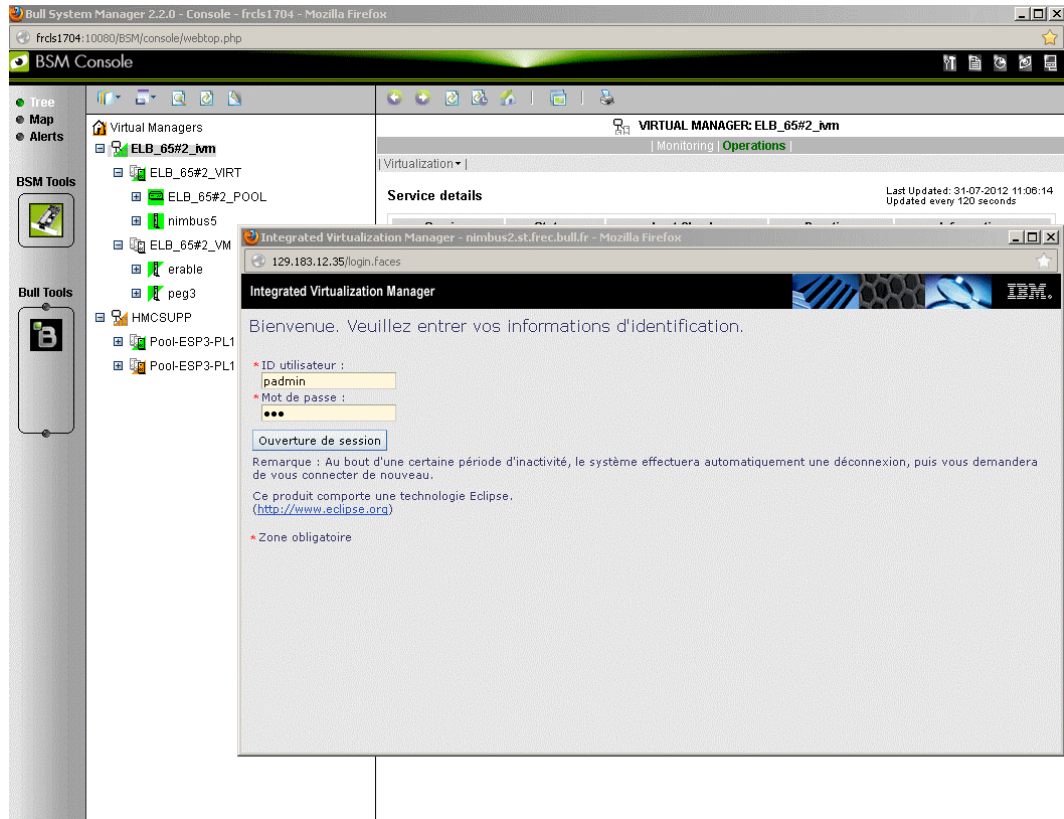 Bull System Manager 2.2.0 - Console - frcls1704 - Mozilla Firefox
frcls1704:10080/BSM/console/webtop.php
BSM Console
Tree
Map
Alerts
BSM Tools
Bull Tools
Virtual Managers
ELB_65#2_ivm
ELB_65#2_VIRT
ELB_65#2_POOL
nimbus5
ELB_65#2_VM
erable
peg3
HMCSUPP
Pool-ESP3-PL1
Pool-ESP3-PL1
VIRTUAL MANAGER: ELB_65#2_ivm
| Monitoring | Operations |
| Virtualization |
Service details
Last Updated: 31-07-2012 11:06:14
Updated every 120 seconds
Integrated Virtualization Manager - nimbus2.st.frec.bull.fr - Mozilla Firefox
129.183.12.35/login.faces
Integrated Virtualization Manager
IBM.
Bienvenue. Veuillez entrer vos informations d'identification.
*ID utilisateur :
padmin
*Mot de passe :
•••
Ouverture de session
Remarque : Au bout d'une certaine période d'inactivité, le système effectuera automatiquement une déconnexion, puis vous demandera
de vous connecter de nouveau.
Ce produit comporte une technologie Eclipse.
(http://www.eclipse.org)
*Zone obligatoire